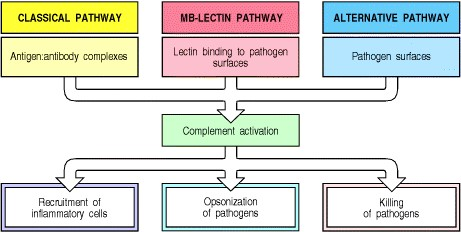 CLASSICAL PATHWAY
MB-LECTIN PATHWAY
ALTERNATIVE PATHWAY
Antigen:antibody complexes
Lectin binding to pathogen
surfaces
Pathogen surfaces
Complement activation
Recruitment of
inflammatory cells
Opsonization
of pathogens
Killing
of pathogens